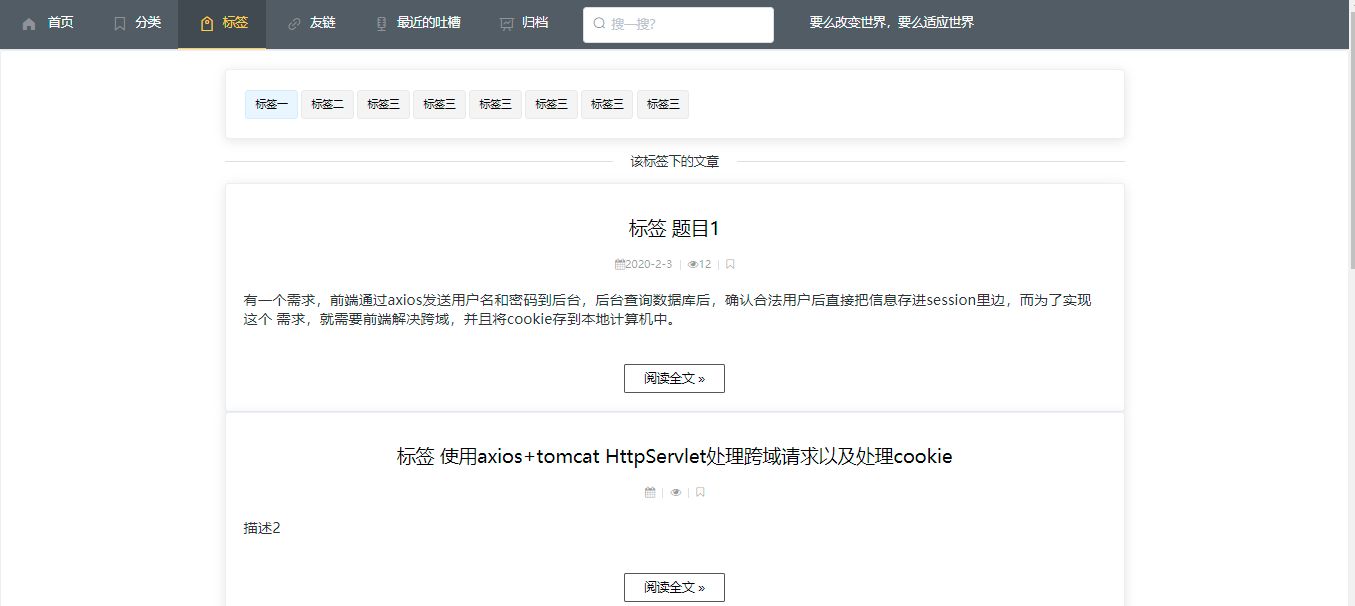 首页 分类 标签 友链 最近的吐槽 归档 搜一搜? 要么改变世界，要么适应世界
标签一 标签二 标签三 标签三 标签三 标签三 标签三 标签三
该标签下的文章
标签 题目1
2020-2-3 | 12 |
有一个需求，前端通过axios发送用户名和密码到后台，后台查询数据库后，确认合法用户后直接把信息存进session里边，而为了实现
这个 需求，就需要前端解决跨域，并且将cookie存到本地计算机中。
阅读全文 »
标签 使用axios+tomcat HttpServlet处理跨域请求以及处理cookie
| |
描述2
阅读全文 »